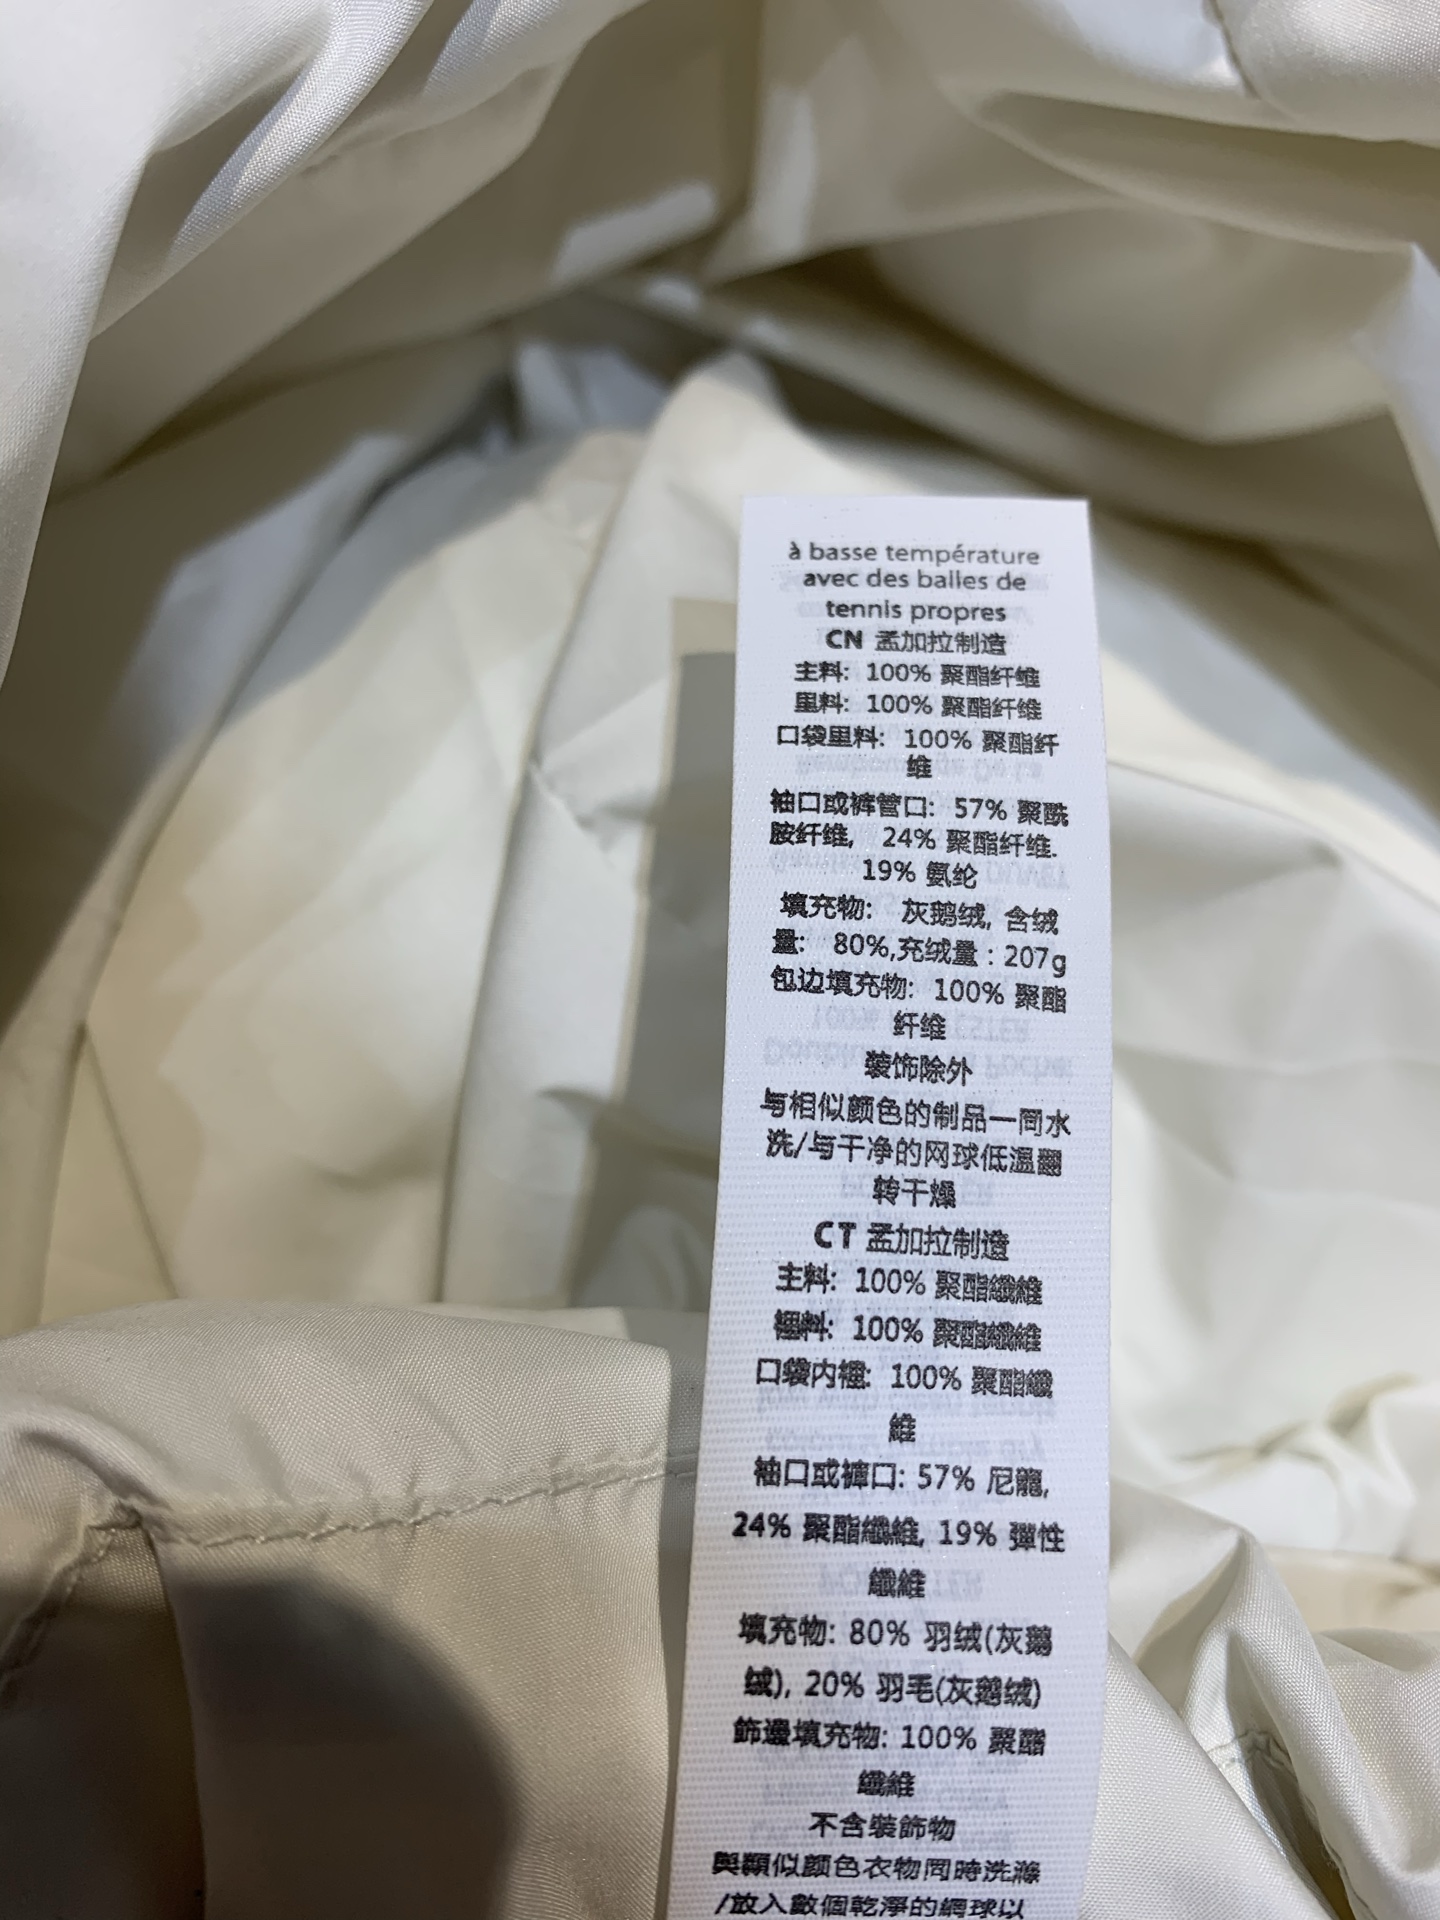 à basse température
avec des balles de
tennis propres
CN 孟加拉制造
主料: 100% 聚酯纤维
里料: 100% 聚酯纤维
口袋里料: 100% 聚酯纤
维
袖口或裤管口: 57% 聚酰
胺纤维, 24% 聚酯纤维.
19% 氨纶
填充物: 灰鹅绒, 含绒
量: 80%,充绒量 : 207g
包边填充物: 100% 聚酯
纤维
装饰除外
与相似颜色的制品一同水
洗/与干净的网球低温翻
转干燥
CT 孟加拉制造
主料: 100% 聚酯纖維
裡料: 100% 聚酯纖維
口袋内裡: 100% 聚酯纖
維
袖口或褲口: 57% 尼龍,
24% 聚酯纖維, 19% 彈性
纖維
填充物: 80% 羽绒(灰鹅
绒), 20% 羽毛(灰鹅绒)
飾邊填充物: 100% 聚酯
纖維
不含裝飾物
與類似颜色衣物同時洗滌
/放入數個乾淨的網球以